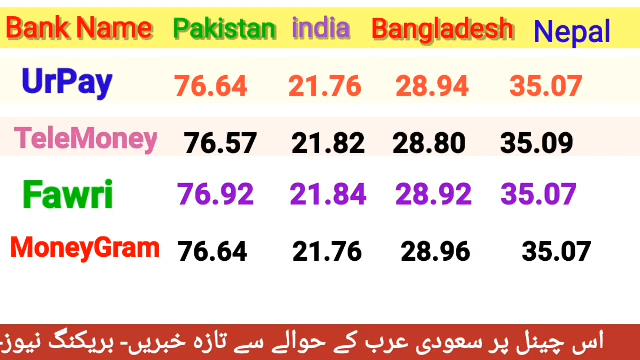 Bank Name Pakistan india Bangladesh Nepal
UrPay 76.64 21.76 28.94 35.07
TeleMoney 76.57 21.82 28.80 35.09
Fawri 76.92 21.84 28.92 35.07
MoneyGram 76.64 21.76 28.96 35.07
اس چینل پر سعودی عرب کے حوالے سے تازہ خبریں- بریکنگ نیوز-